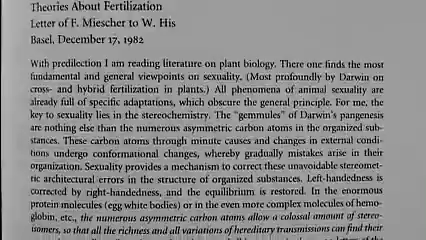 Theories About Fertilization
Letter of F. Miescher to W. His
Basel, December 17, 1982
With predilection I am reading literature on plant biology. There one finds the most
fundamental and general viewpoints on sexuality. (Most profoundly by Darwin on
cross- and hybrid fertilization in plants.) All phenomena of animal sexuality are
already full of specific adaptations, which obscure the general principle. For me, the
key to sexuality lies in the stereochemistry. The "gemmules" of Darwin's pangenesis
are nothing else than the numerous asymmetric carbon atoms in the organized sub-
stances. These carbon atoms through minute causes and changes in external condi-
tions undergo conformational changes, whereby gradually mistakes arise in their
organization. Sexuality provides a mechanism to correct these unavoidable stereomet-
ric architectural errors in the structure of organized substances. Left-handedness is
corrected by right-handedness, and the equilibrium is restored. In the enormous
protein molecules (egg white bodies) or in the even more complex molecules of hemo-
globin, etc., the numerous asymmetric carbon atoms allow a colossal amount of stereo-
isomers, so that all the richness and all variations of hereditary transmissions can find their